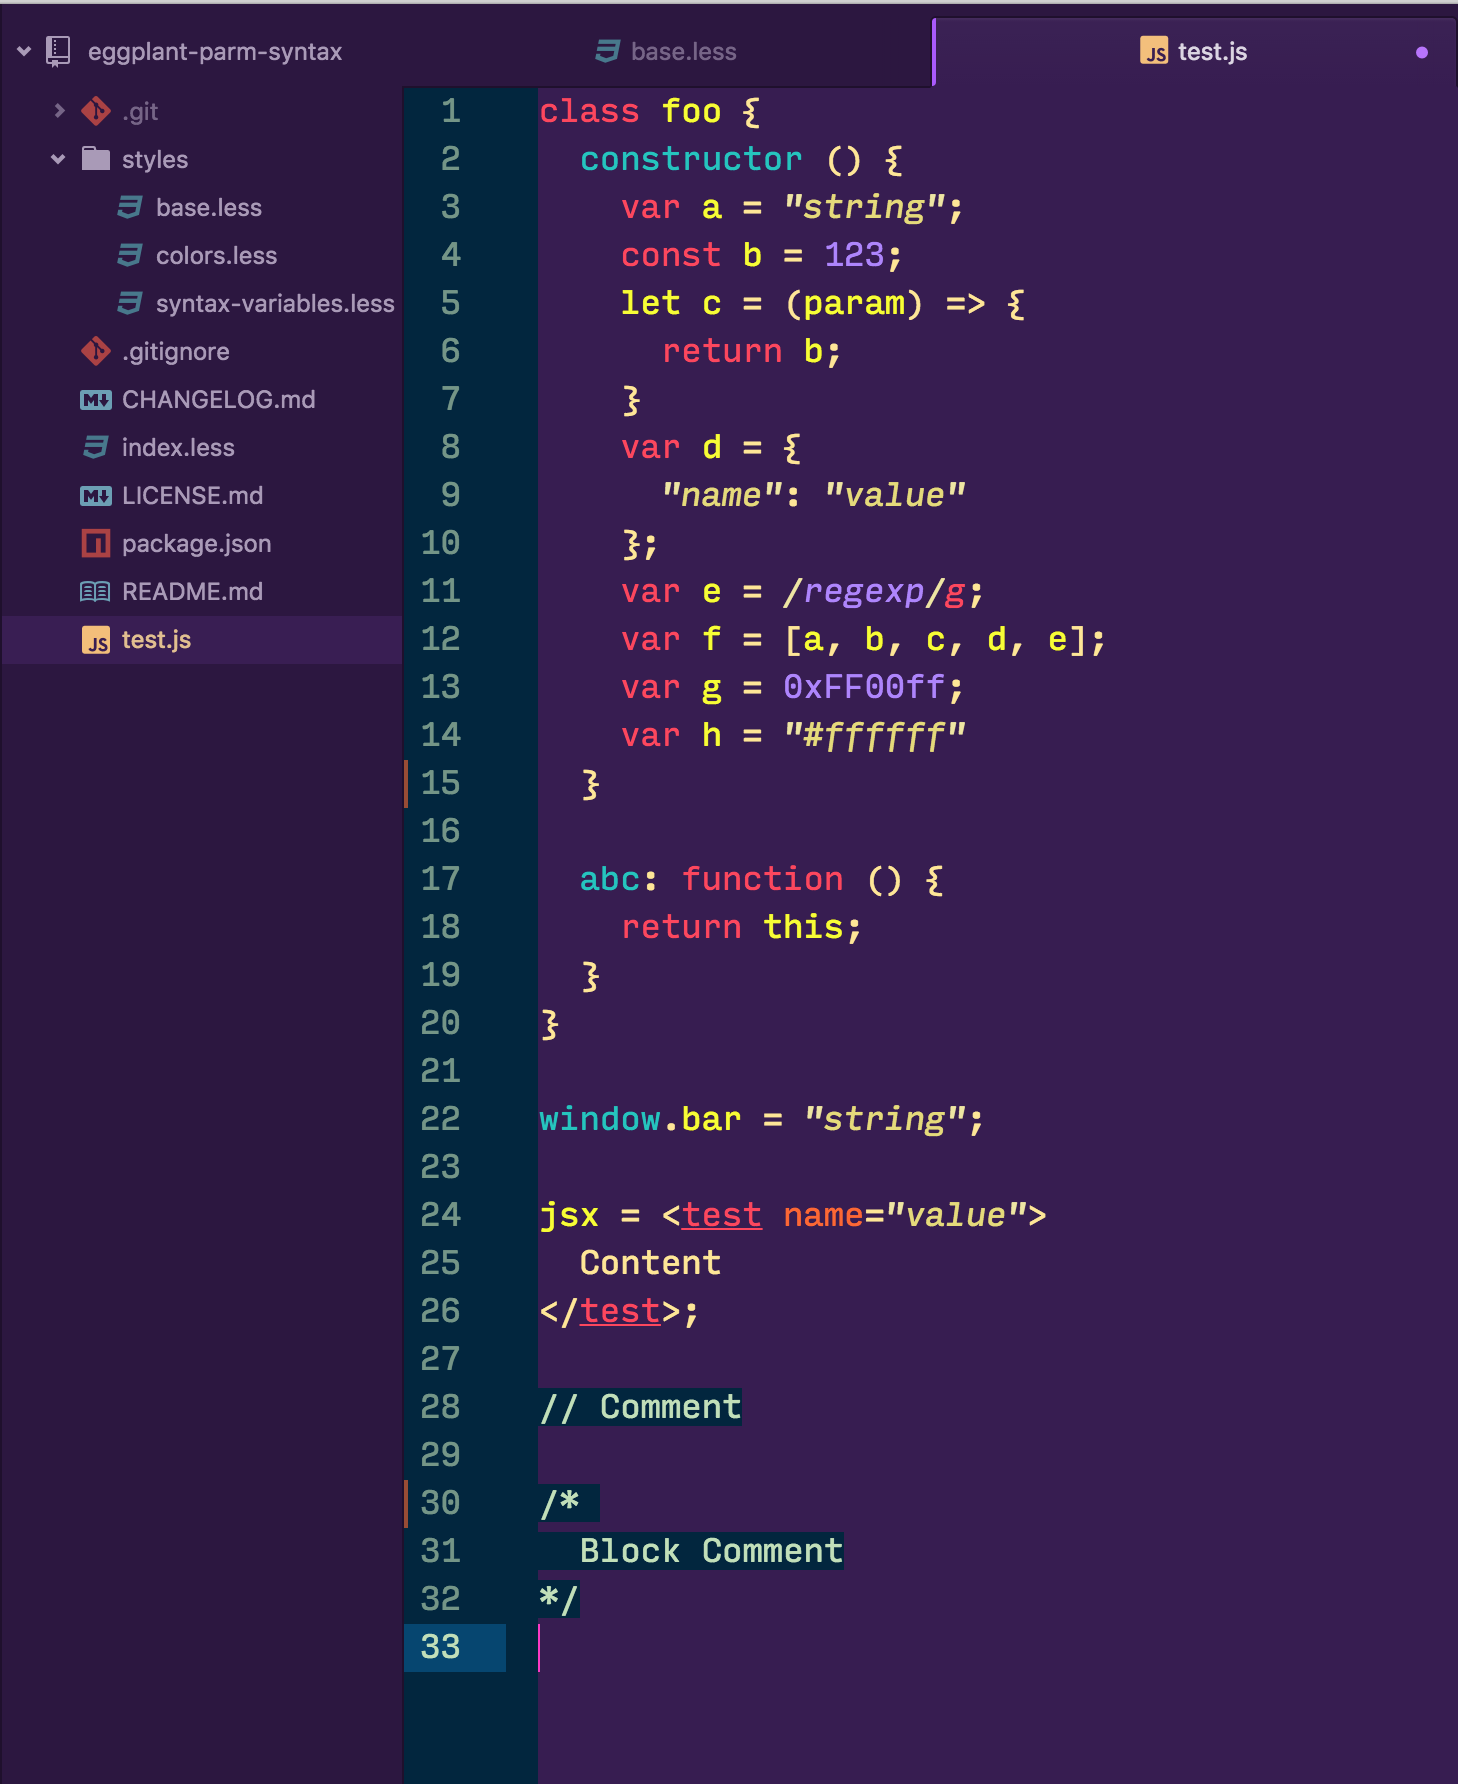 eggplant-parm-syntax
.git
styles
base.less
colors.less
syntax-variables.less
.gitignore
CHANGELOG.md
index.less
LICENSE.md
package.json
README.md
test.js
base.less
test.js
1 class foo {
2   constructor () {
3     var a = "string";
4     const b = 123;
5     let c = (param) => {
6       return b;
7     }
8     var d = {
9       "name": "value"
10     };
11     var e = /regexp/g;
12     var f = [a, b, c, d, e];
13     var g = 0xFF00ff;
14     var h = "#ffffff"
15   }
16
17   abc: function () {
18     return this;
19   }
20 }
21
22 window.bar = "string";
23
24 jsx = <test name="value">
25   Content
26 </test>;
27
28 // Comment
29
30 /*
31   Block Comment
32 */
33